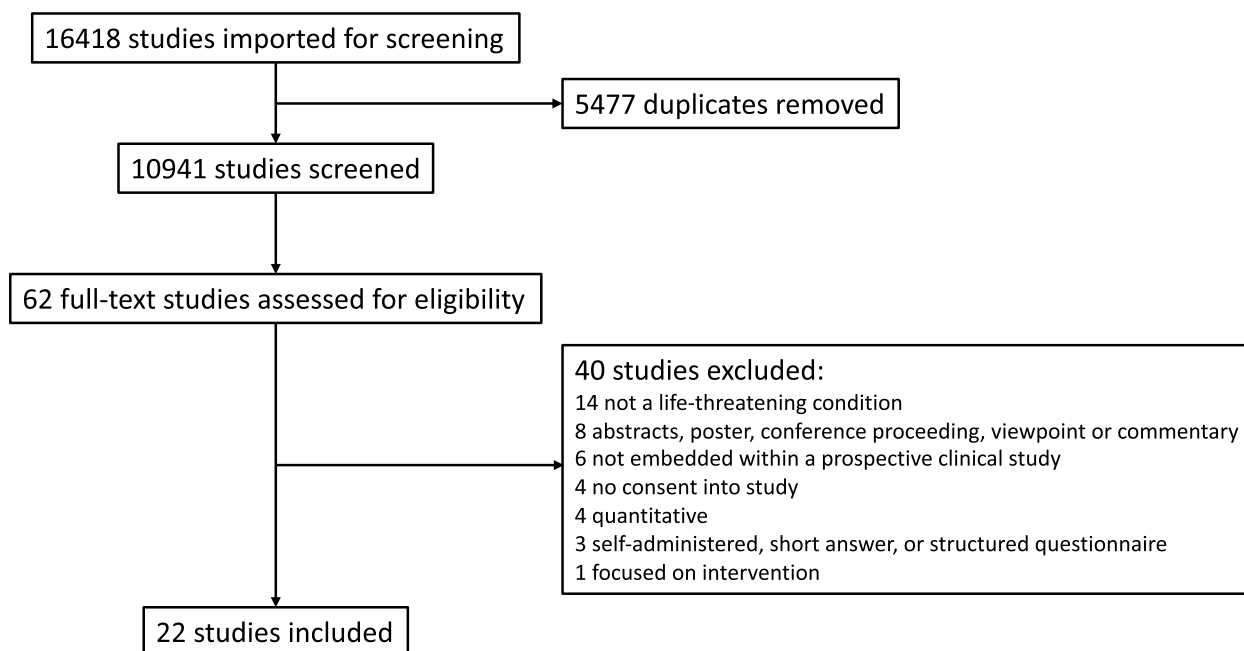 16418 studies imported for screening
5477 duplicates removed
10941 studies screened
62 full-text studies assessed for eligibility
40 studies excluded:
14 not a life-threatening condition
8 abstracts, poster, conference proceeding, viewpoint or commentary
6 not embedded within a prospective clinical study
4 no consent into study
4 quantitative
3 self-administered, short answer, or structured questionnaire
1 focused on intervention
22 studies included